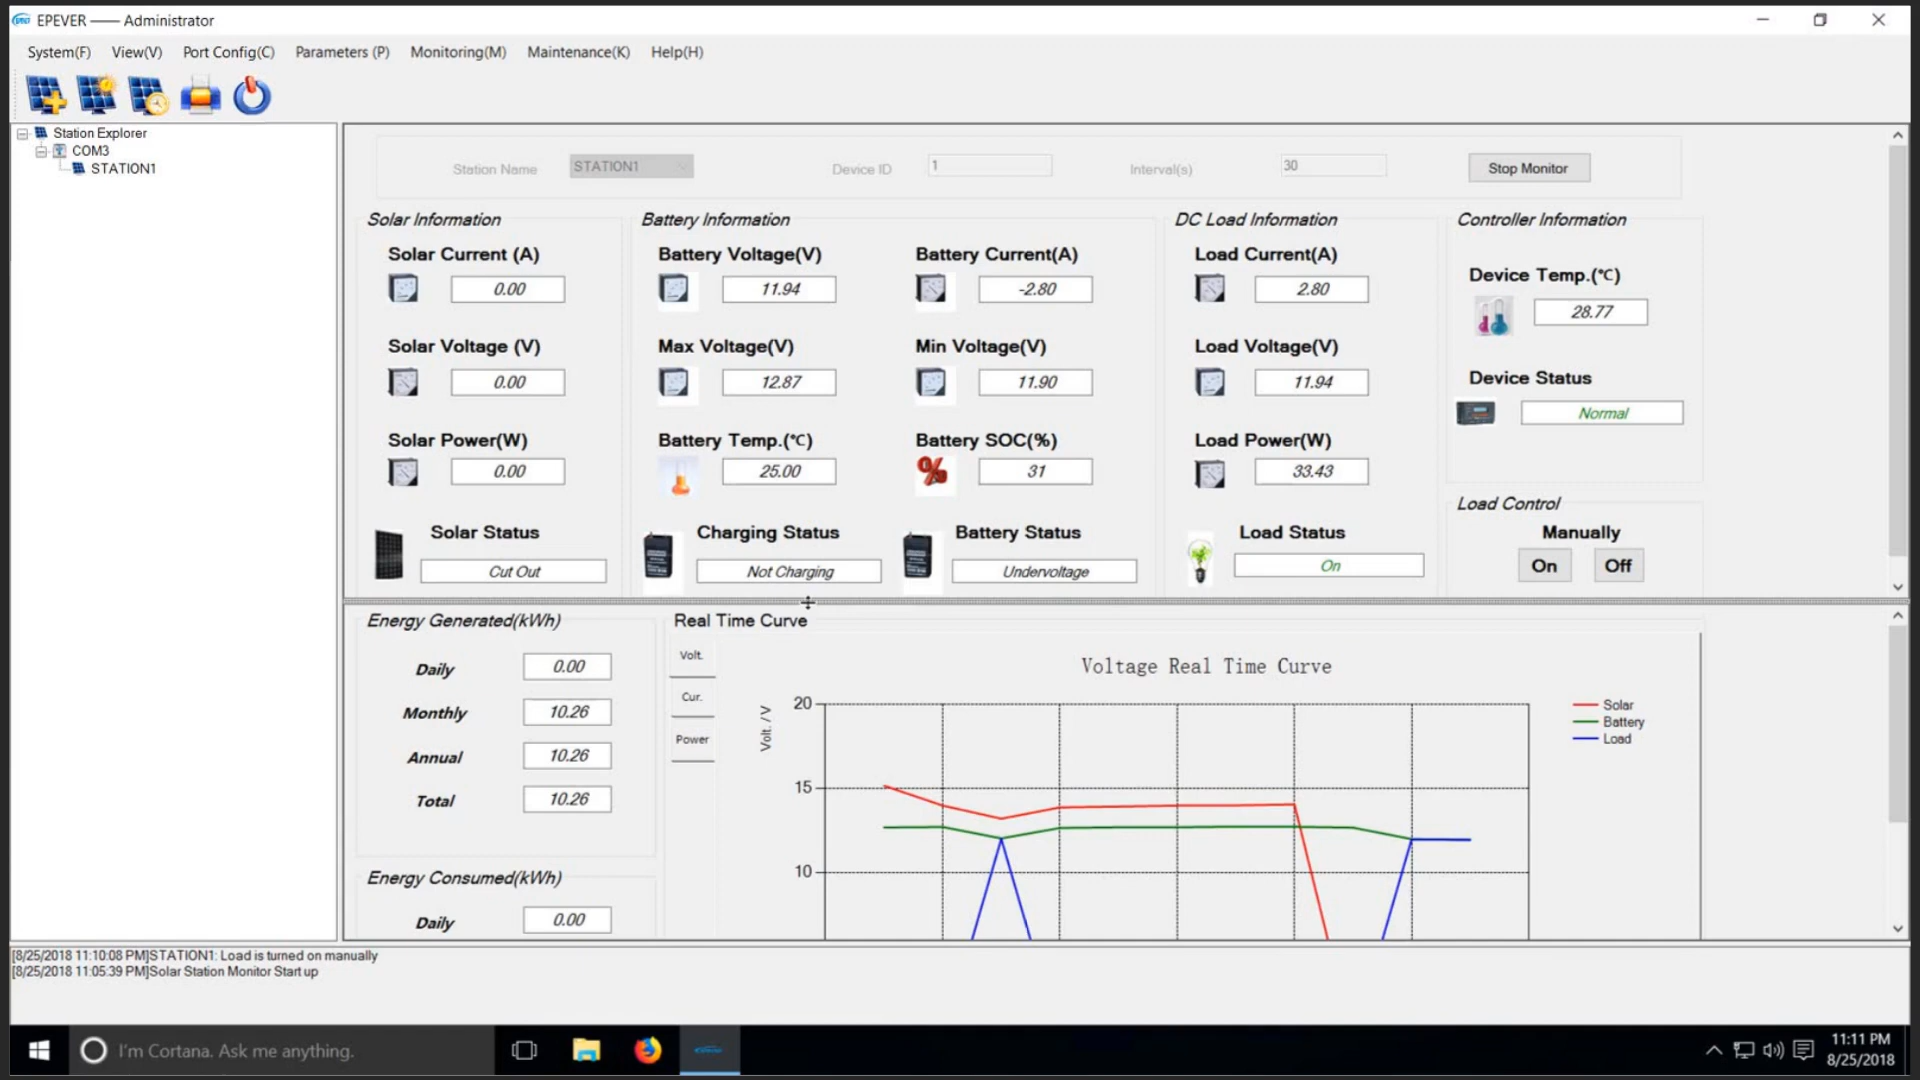 EPEVER —— Administrator
System(F) View(V) Port Config(C) Parameters (P) Monitoring(M) Maintenance(K) Help(H)
Station Explorer
COM3
STATION1
Station Name STATION1 Device ID 1 Interval(s) 30 Stop Monitor
Solar Information
Solar Current (A)
0.00
Solar Voltage (V)
0.00
Solar Power(W)
0.00
Solar Status
Cut Out
Battery Information
Battery Voltage(V) Battery Current(A)
11.94 -2.80
Max Voltage(V) Min Voltage(V)
12.87 11.90
Battery Temp.(℃) Battery SOC(%)
25.00 31
Charging Status Battery Status
Not Charging Undervoltage
DC Load Information
Load Current(A)
2.80
Load Voltage(V)
11.94
Load Power(W)
33.43
Load Status
On
Controller Information
Device Temp.(℃)
28.77
Device Status
Normal
Load Control
Manually
On Off
Energy Generated(kWh)
Daily 0.00
Monthly 10.26
Annual 10.26
Total 10.26
Energy Consumed(kWh)
Daily 0.00
Real Time Curve
Volt.
Cur.
Power
Voltage Real Time Curve
Volt. / V
20
15
10
Solar
Battery
Load
[8/25/2018 11:10:08 PM]STATION1: Load is turned on manually
[8/25/2018 11:05:39 PM]Solar Station Monitor Start up
I'm Cortana. Ask me anything.
11:11 PM
8/25/2018